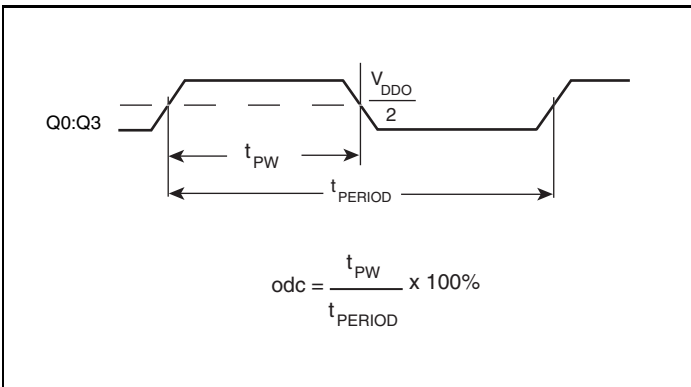 V_DDO
2
Q0:Q3
t_PW
t_PERIOD
odc = t_PW / t_PERIOD x 100%